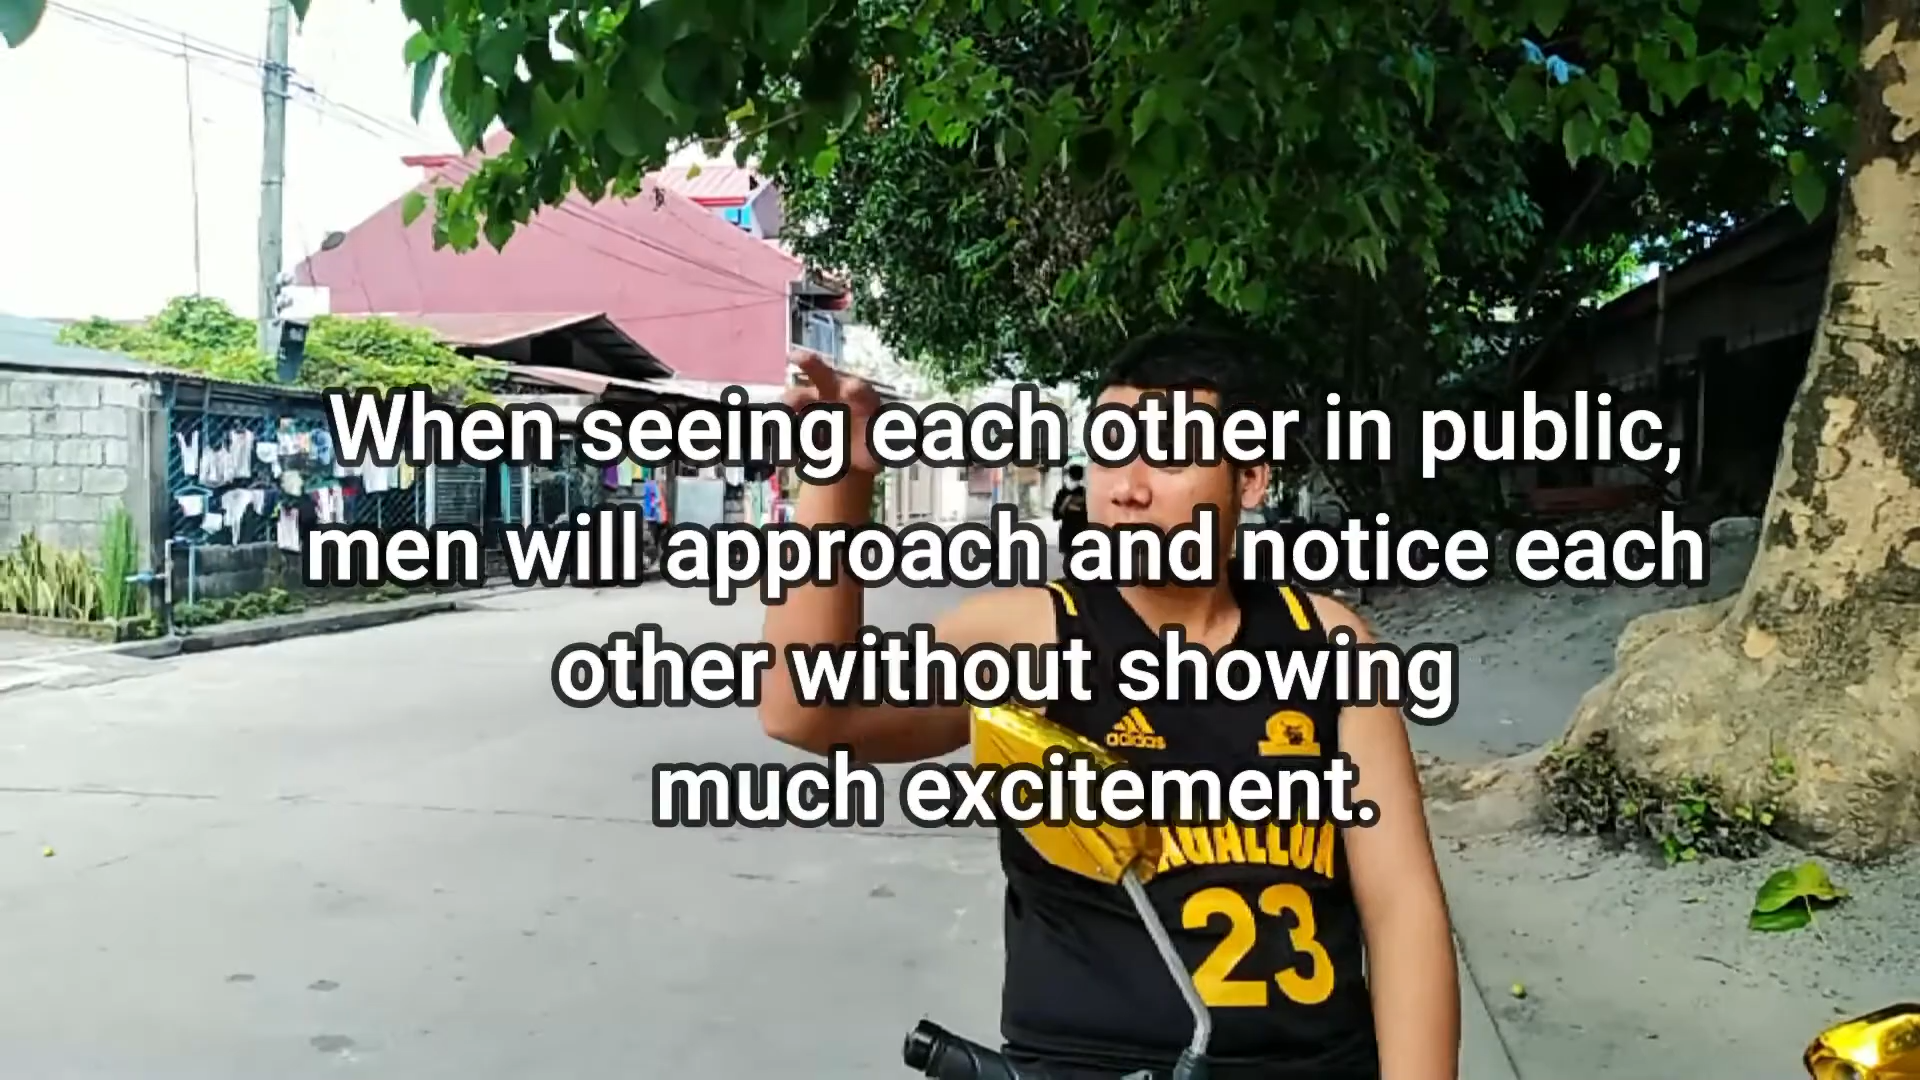 When seeing each other in public,
men will approach and notice each
other without showing
much excitement.
adidas
23